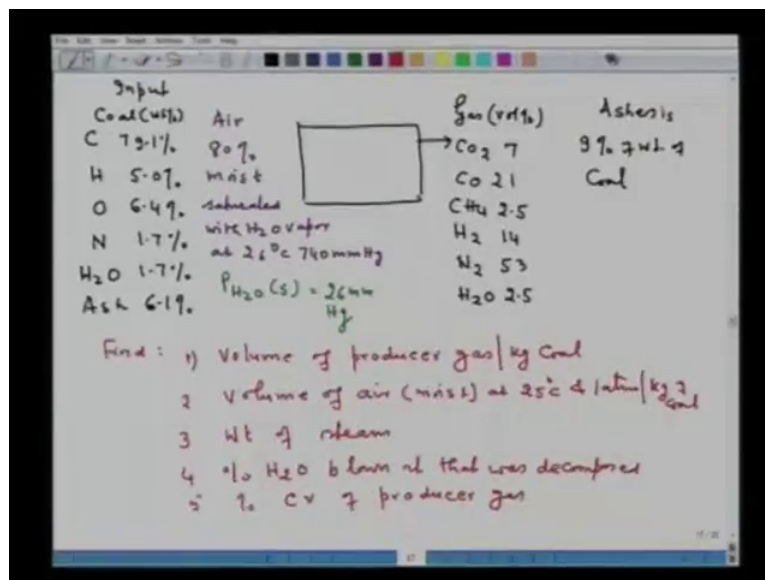 Input
Coal (wt%)
C 79.1%
H 5.0%
O 6.4%
N 1.7%
H2O 1.7%
Ash 6.1%
Air
80%
moist
saturated
with H2O vapor
at 26°C 740mmHg
PH2O (s) = 26mm
Hg
Gas (vol%)
CO2 7
CO 21
CH4 2.5
H2 14
N2 53
H2O 2.5
Ash is
9% of wt of
Coal
Find : 1) Volume of producer gas/kg Coal
2 Volume of air (moist) at 25°C & 1atm/kg of coal
3 Wt of steam
4 % H2O blown at that was decomposed
5 % CV of producer gas